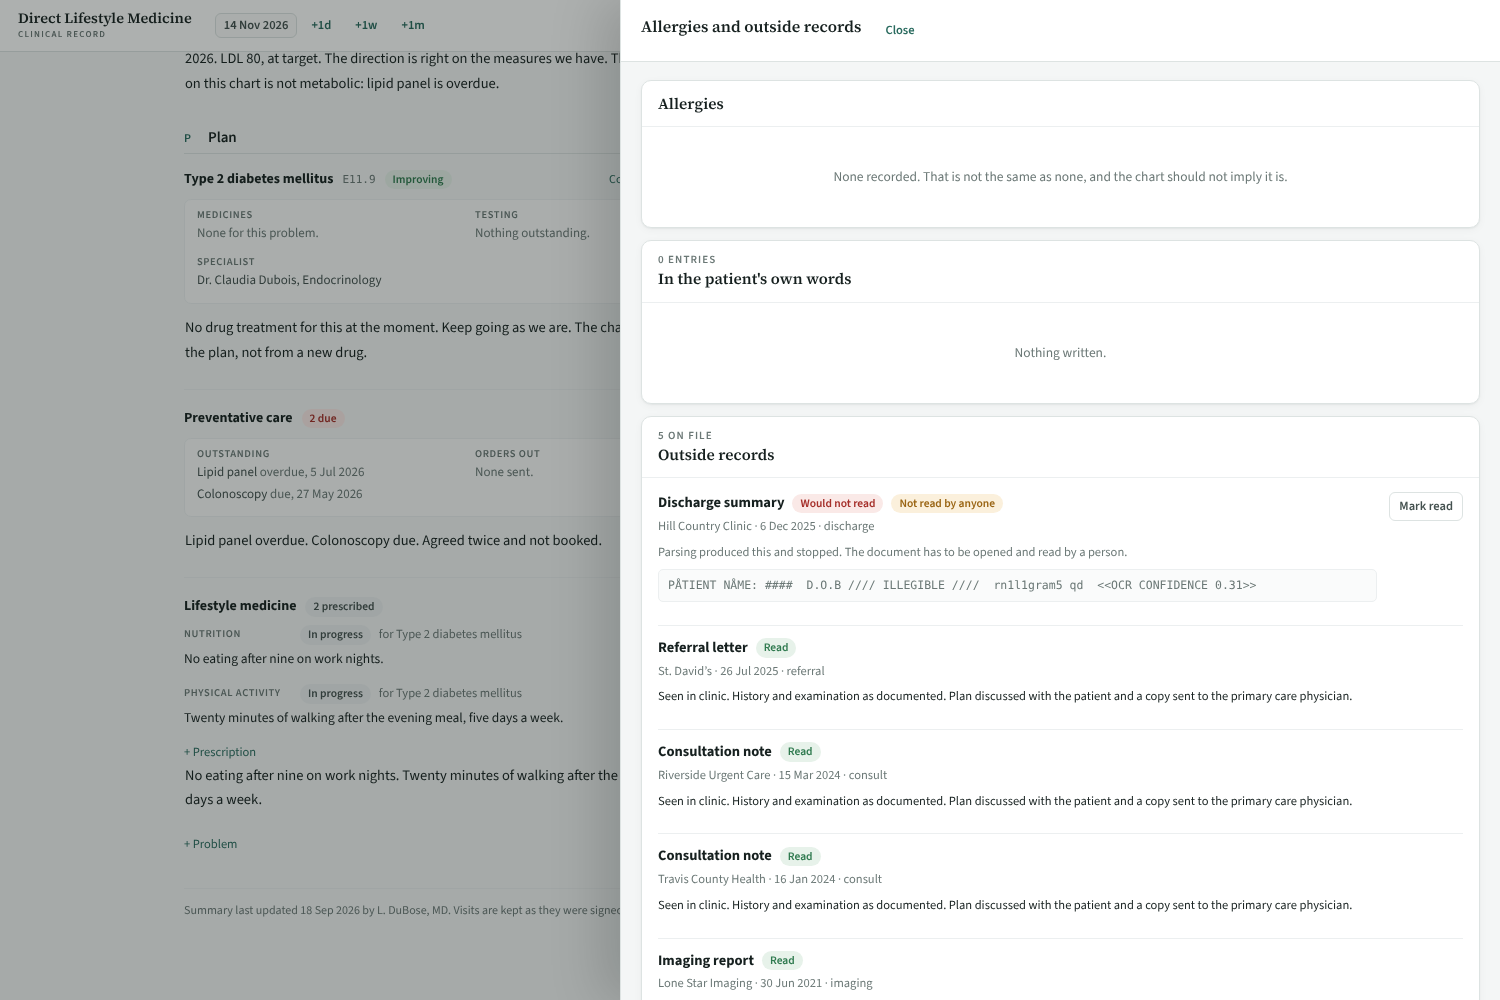 Direct Lifestyle Medicine
CLINICAL RECORD
14 Nov 2026
+1d
+1w
+1m
2026. LDL 80, at target. The direction is right on the measures we have. T
on this chart is not metabolic: lipid panel is overdue.
P Plan
Type 2 diabetes mellitus E11.9 Improving
Co
MEDICINES
None for this problem.
TESTING
Nothing outstanding.
SPECIALIST
Dr. Claudia Dubois, Endocrinology
No drug treatment for this at the moment. Keep going as we are. The cha
the plan, not from a new drug.
Preventative care 2 due
OUTSTANDING
Lipid panel overdue, 5 Jul 2026
Colonoscopy due, 27 May 2026
ORDERS OUT
None sent.
Lipid panel overdue. Colonoscopy due. Agreed twice and not booked.
Lifestyle medicine 2 prescribed
NUTRITION In progress for Type 2 diabetes mellitus
No eating after nine on work nights.
PHYSICAL ACTIVITY In progress for Type 2 diabetes mellitus
Twenty minutes of walking after the evening meal, five days a week.
+ Prescription
No eating after nine on work nights. Twenty minutes of walking after the
days a week.
+ Problem
Summary last updated 18 Sep 2026 by L. DuBose, MD. Visits are kept as they were signed
Allergies and outside records
Close
Allergies
None recorded. That is not the same as none, and the chart should not imply it is.
0 ENTRIES
In the patient's own words
Nothing written.
5 ON FILE
Outside records
Discharge summary Would not read Not read by anyone
Mark read
Hill Country Clinic · 6 Dec 2025 · discharge
Parsing produced this and stopped. The document has to be opened and read by a person.
PÅTIENT NÅME: #### D.O.B //// ILLEGIBLE //// rn1l1gram5 qd <<OCR CONFIDENCE 0.31>>
Referral letter Read
St. David's · 26 Jul 2025 · referral
Seen in clinic. History and examination as documented. Plan discussed with the patient and a copy sent to the primary care physician.
Consultation note Read
Riverside Urgent Care · 15 Mar 2024 · consult
Seen in clinic. History and examination as documented. Plan discussed with the patient and a copy sent to the primary care physician.
Consultation note Read
Travis County Health · 16 Jan 2024 · consult
Seen in clinic. History and examination as documented. Plan discussed with the patient and a copy sent to the primary care physician.
Imaging report Read
Lone Star Imaging · 30 Jun 2021 · imaging